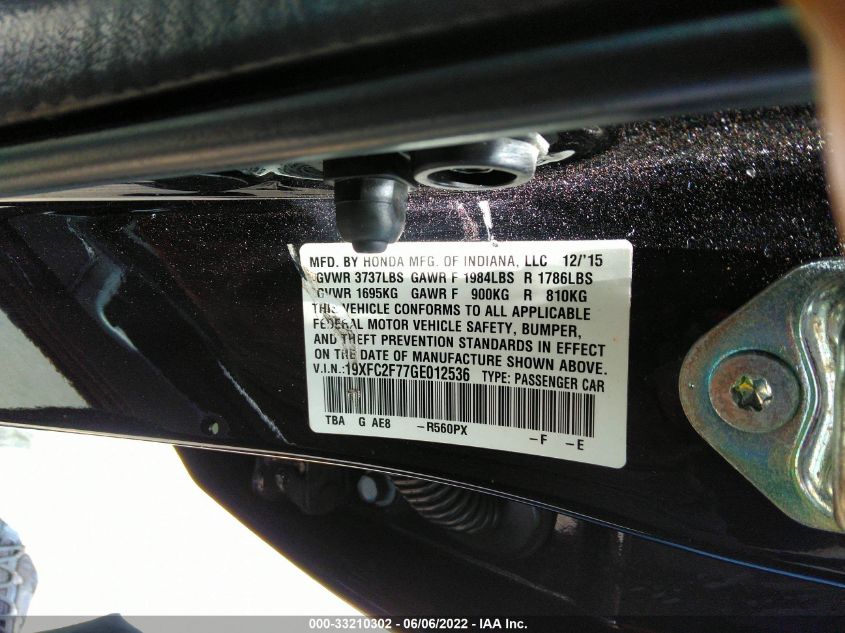 MFD. BY HONDA MFG. OF INDIANA, LLC 12/'15
GVWR 3737LBS GAWR F 1984LBS R 1786LBS
GVWR 1695KG GAWR F 900KG R 810KG
THIS VEHICLE CONFORMS TO ALL APPLICABLE
FEDERAL MOTOR VEHICLE SAFETY, BUMPER,
AND THEFT PREVENTION STANDARDS IN EFFECT
ON THE DATE OF MANUFACTURE SHOWN ABOVE.
V.I.N.:19XFC2F77GE012536 TYPE: PASSENGER CAR
TBA G AE8 -R560PX -F -E
000-33210302 - 06/06/2022 - IAA Inc.